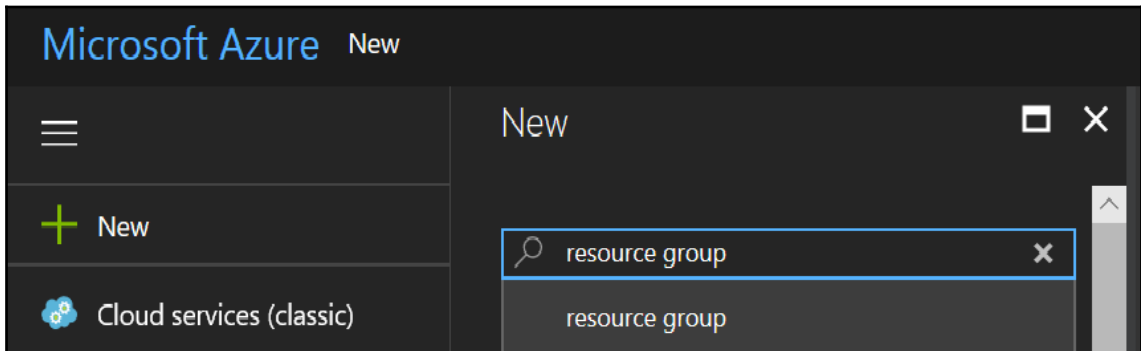 Microsoft Azure New
New
New
resource group
Cloud services (classic)
resource group